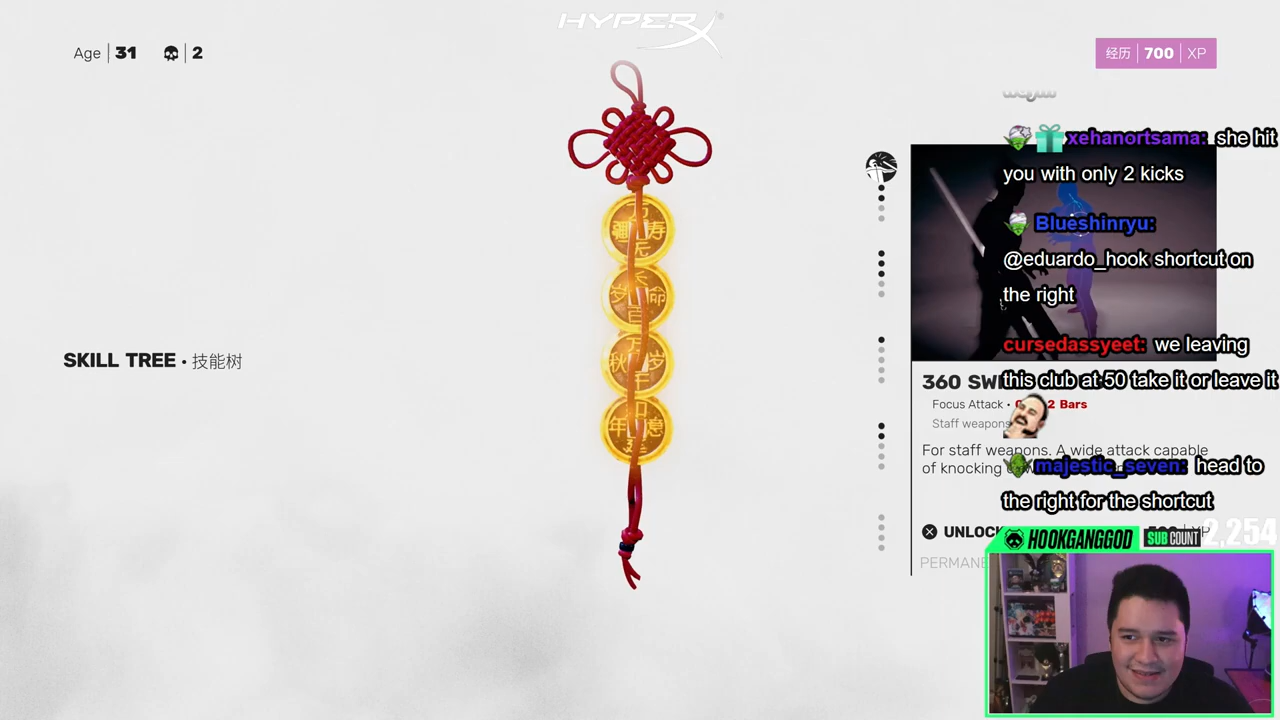 HYPERX
Age 31 2
经历 700 XP
xehanortsama: she hit
you with only 2 kicks
Blueshinryu:
@eduardo_hook shortcut on
the right
cursedassyeet: we leaving
this club at 50 take it or leave it
majestic_seven: head to
the right for the shortcut
SKILL TREE • 技能树
360
Focus Attack • 2 Bars
Staff weapons
For staff weapons. A wide attack capable
of knocking
UNLOCK XP
HOOKGANGGOD SUB COUNT 2,254